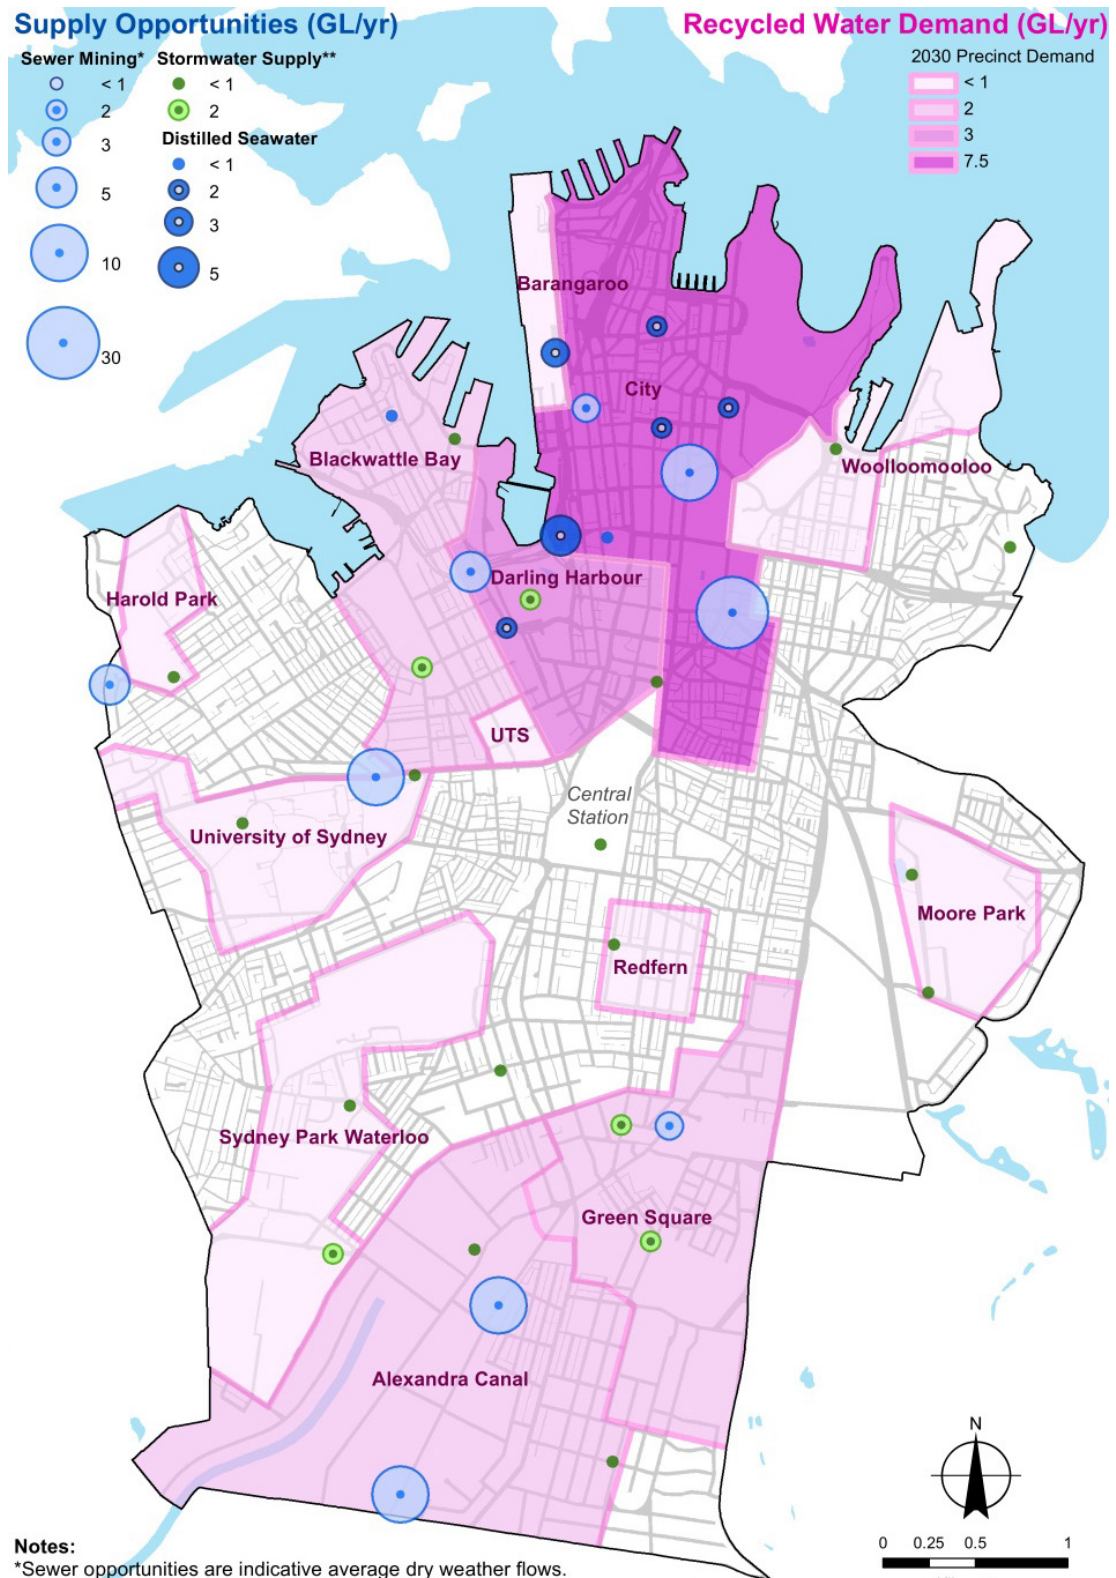 Supply Opportunities (GL/yr)
Recycled Water Demand (GL/yr)
Sewer Mining*
< 1
2
3
5
10
30
Stormwater Supply**
< 1
2
Distilled Seawater
< 1
2
3
5
2030 Precinct Demand
< 1
2
3
7.5
Barangaroo
City
Blackwattle Bay
Woolloomooloo
Darling Harbour
Harold Park
UTS
Central
Station
University of Sydney
Moore Park
Redfern
Sydney Park Waterloo
Green Square
Alexandra Canal
N
0 0.25 0.5 1
Notes:
*Sewer opportunities are indicative average dry weather flows.